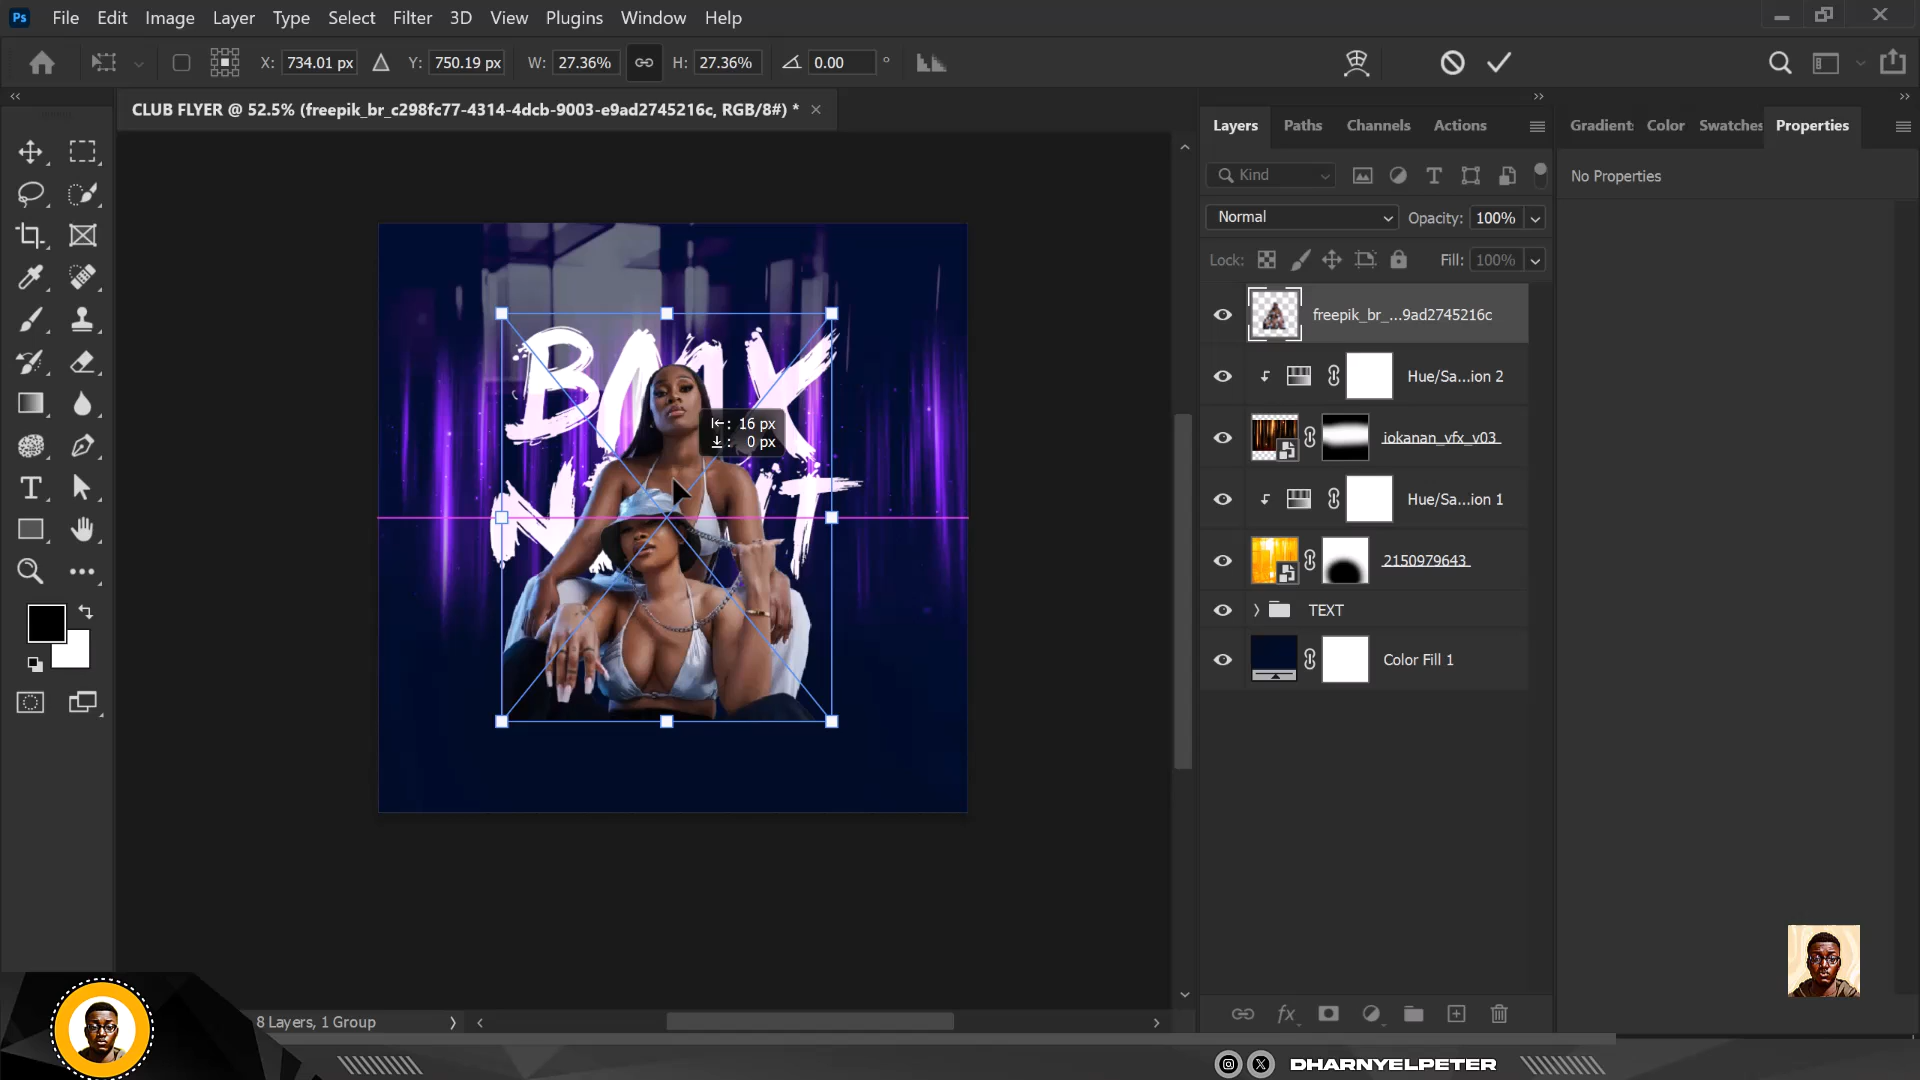 Ps File Edit Image Layer Type Select Filter 3D View Plugins Window Help
X: 734.01 px Y: 750.19 px W: 27.36% H: 27.36% 0.00 °
CLUB FLYER @ 52.5% (freepik_br_c298fc77-4314-4dcb-9003-e9ad2745216c, RGB/8#) * ×
Layers Paths Channels Actions
Gradient Color Swatches Properties
Kind
No Properties
Normal Opacity: 100%
Lock: Fill: 100%
freepik_br_...9ad2745216c
Hue/Sa...ion 2
iokanan_vfx_v03
Hue/Sa...ion 1
2150979643
TEXT
Color Fill 1
16 px
0 px
8 Layers, 1 Group
DHARNYELPETER